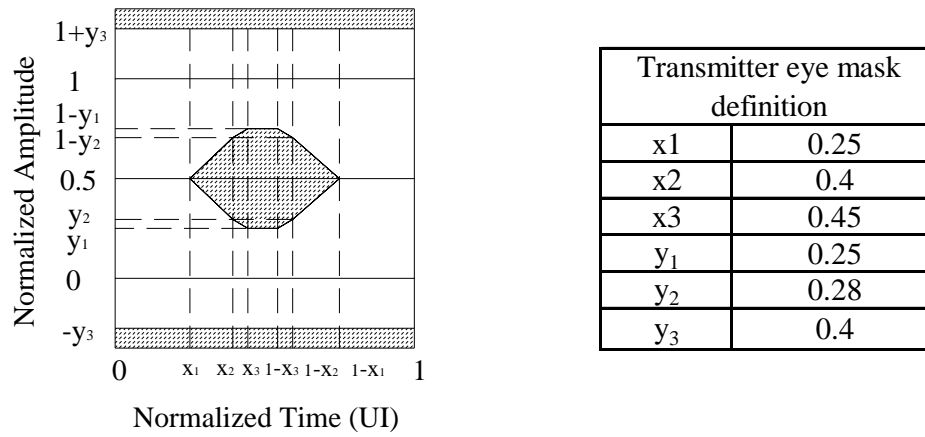 Normalized Amplitude
1+y₃
1
1-y₁
1-y₂
0.5
y₂
y₁
0
-y₃
0 x₁ x₂ x₃ 1-x₃ 1-x₂ 1-x₁ 1
Normalized Time (UI)
Transmitter eye mask
definition
x1 0.25
x2 0.4
x3 0.45
y₁ 0.25
y₂ 0.28
y₃ 0.4